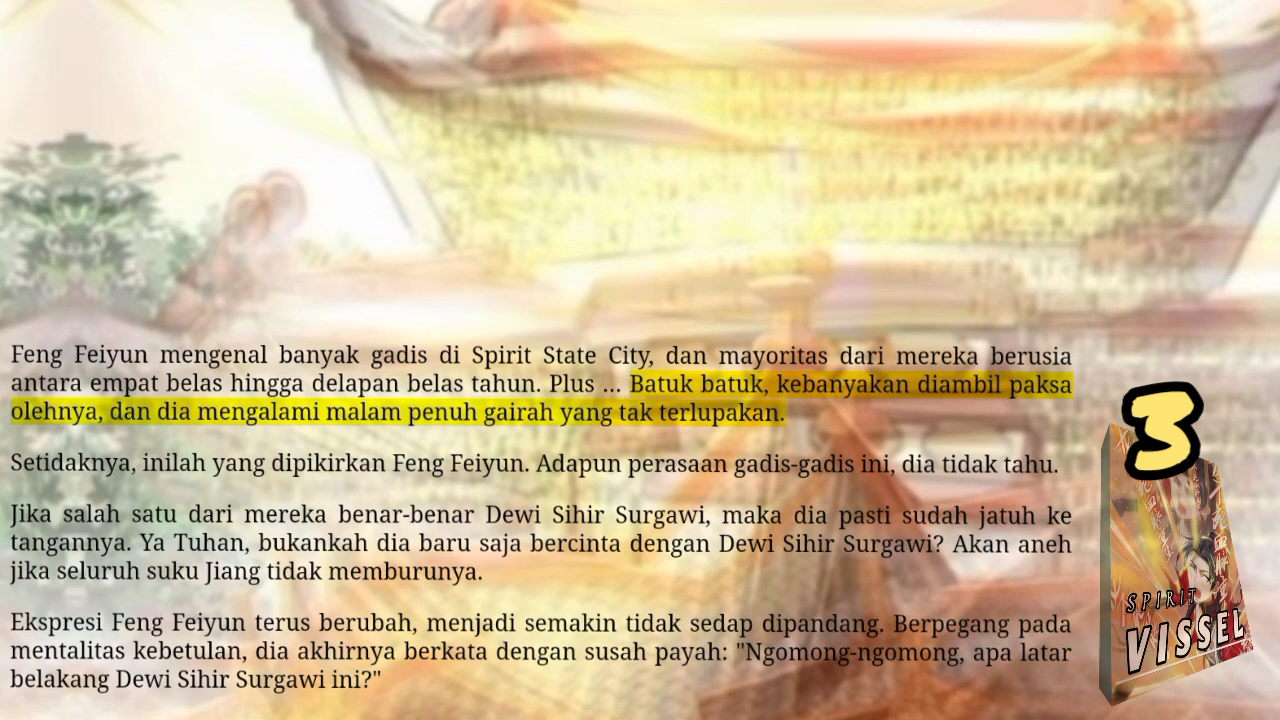 Feng Feiyun mengenal banyak gadis di Spirit State City, dan mayoritas dari mereka berusia
antara empat belas hingga delapan belas tahun. Plus ... Batuk batuk, kebanyakan diambil paksa
olehnya, dan dia mengalami malam penuh gairah yang tak terlupakan.
Setidaknya, inilah yang dipikirkan Feng Feiyun. Adapun perasaan gadis-gadis ini, dia tidak tahu.
Jika salah satu dari mereka benar-benar Dewi Sihir Surgawi, maka dia pasti sudah jatuh ke
tangannya. Ya Tuhan, bukankah dia baru saja bercinta dengan Dewi Sihir Surgawi? Akan aneh
jika seluruh suku Jiang tidak memburunya.
Ekspresi Feng Feiyun terus berubah, menjadi semakin tidak sedap dipandang. Berpegang pada
mentalitas kebetulan, dia akhirnya berkata dengan susah payah: "Ngomong-ngomong, apa latar
belakang Dewi Sihir Surgawi ini?"
3
SPIRIT
VISSEL